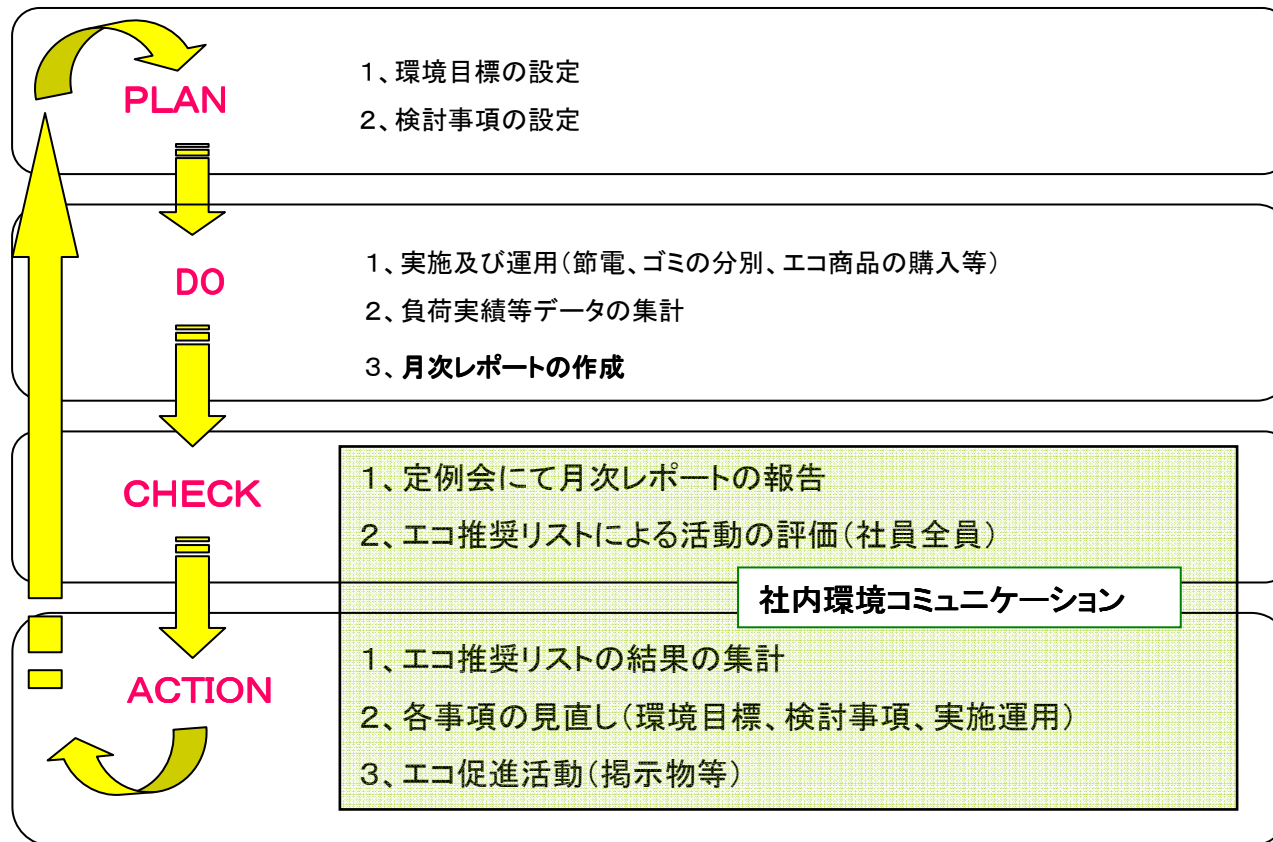 PLAN
１、環境目標の設定
２、検討事項の設定
DO
１、実施及び運用（節電、ゴミの分別、エコ商品の購入等）
２、負荷実績等データの集計
３、月次レポートの作成
CHECK
１、定例会にて月次レポートの報告
２、エコ推奨リストによる活動の評価（社員全員）
社内環境コミュニケーション
ACTION
１、エコ推奨リストの結果の集計
２、各事項の見直し（環境目標、検討事項、実施運用）
３、エコ促進活動（掲示物等）